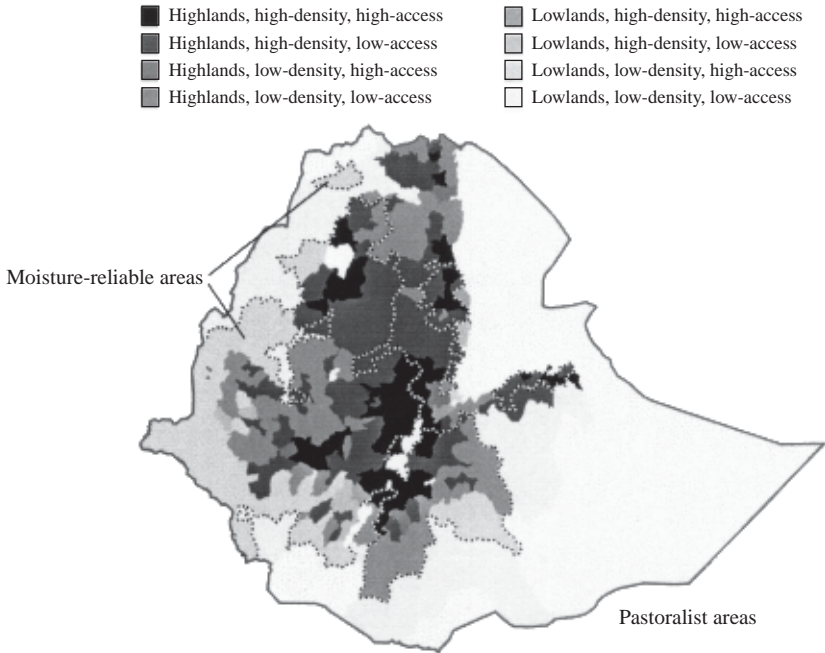 Highlands, high-density, high-access
Highlands, high-density, low-access
Highlands, low-density, high-access
Highlands, low-density, low-access
Lowlands, high-density, high-access
Lowlands, high-density, low-access
Lowlands, low-density, high-access
Lowlands, low-density, low-access
Moisture-reliable areas
Pastoralist areas